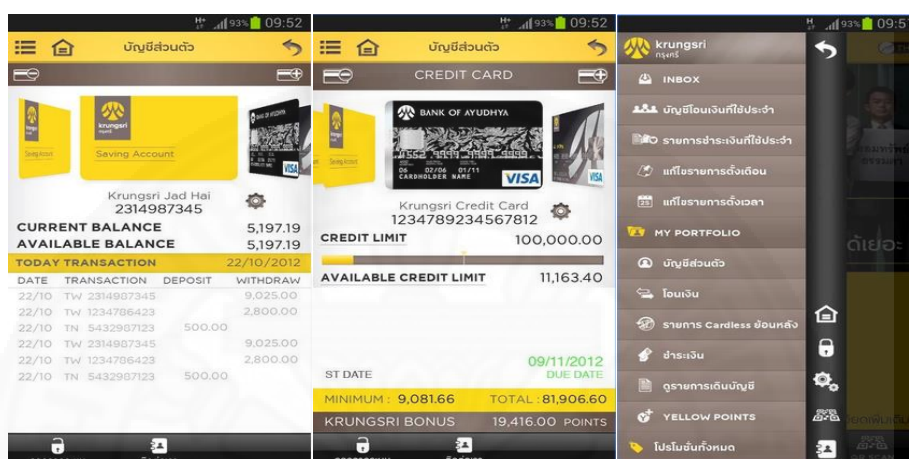 H+ 93% 09:52
บัญชีส่วนตัว
krungsri
กรุงศรี
Saving Account
BANK OF AYUDHYA
VISA
Krungsri Jad Hai
2314987345
CURRENT BALANCE 5,197.19
AVAILABLE BALANCE 5,197.19
TODAY TRANSACTION 22/10/2012
DATE TRANSACTION DEPOSIT WITHDRAW
22/10 TW 2314987345 9,025.00
22/10 TW 1234786423 2,800.00
22/10 TN 5432987123 500.00
22/10 TW 2314987345 9,025.00
22/10 TW 1234786423 2,800.00
22/10 TN 5432987123 500.00
H+ 93% 09:52
บัญชีส่วนตัว
CREDIT CARD
Saving Account
BANK OF AYUDHYA
CARDHOLDER NAME
VISA
Krungsri Credit Card
1234789234567812
CREDIT LIMIT 100,000.00
AVAILABLE CREDIT LIMIT 11,163.40
09/11/2012
ST DATE DUE DATE
MINIMUM : 9,081.66 TOTAL : 81,906.60
KRUNGSRI BONUS 19,416.00 POINTS
H 93%
krungsri
กรุงศรี
INBOX
บัญชีโอนเงินที่ใช้ประจำ
รายการชำระเงินที่ใช้ประจำ
แก้ไขรายการตั้งเตือน
แก้ไขรายการตั้งเวลา
MY PORTFOLIO
บัญชีส่วนตัว
โอนเงิน
รายการ Cardless ย้อนหลัง
ชำระเงิน
ดูรายการเดินบัญชี
YELLOW POINTS
โปรโมชั่นทั้งหมด
QR SCAN